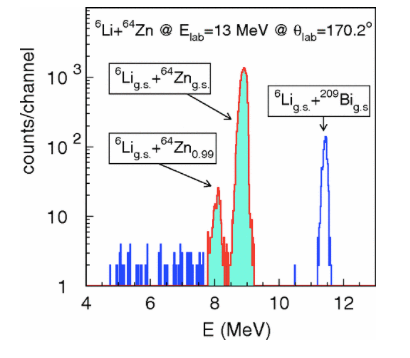 ⁶Li+⁶⁴Zn @ E_lab=13 MeV @ θ_lab=170.2°
10³
⁶Li_g.s.+⁶⁴Zn_g.s.
⁶Li_g.s.+²⁰⁹Bi_g.s
10²
⁶Li_g.s.+⁶⁴Zn_0.99
10
1
4 6 8 10 12
E (MeV)
counts/channel